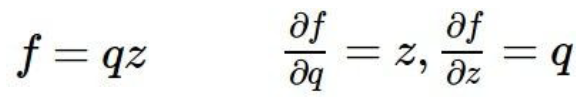 f = qz  ∂f/∂q = z, ∂f/∂z = q